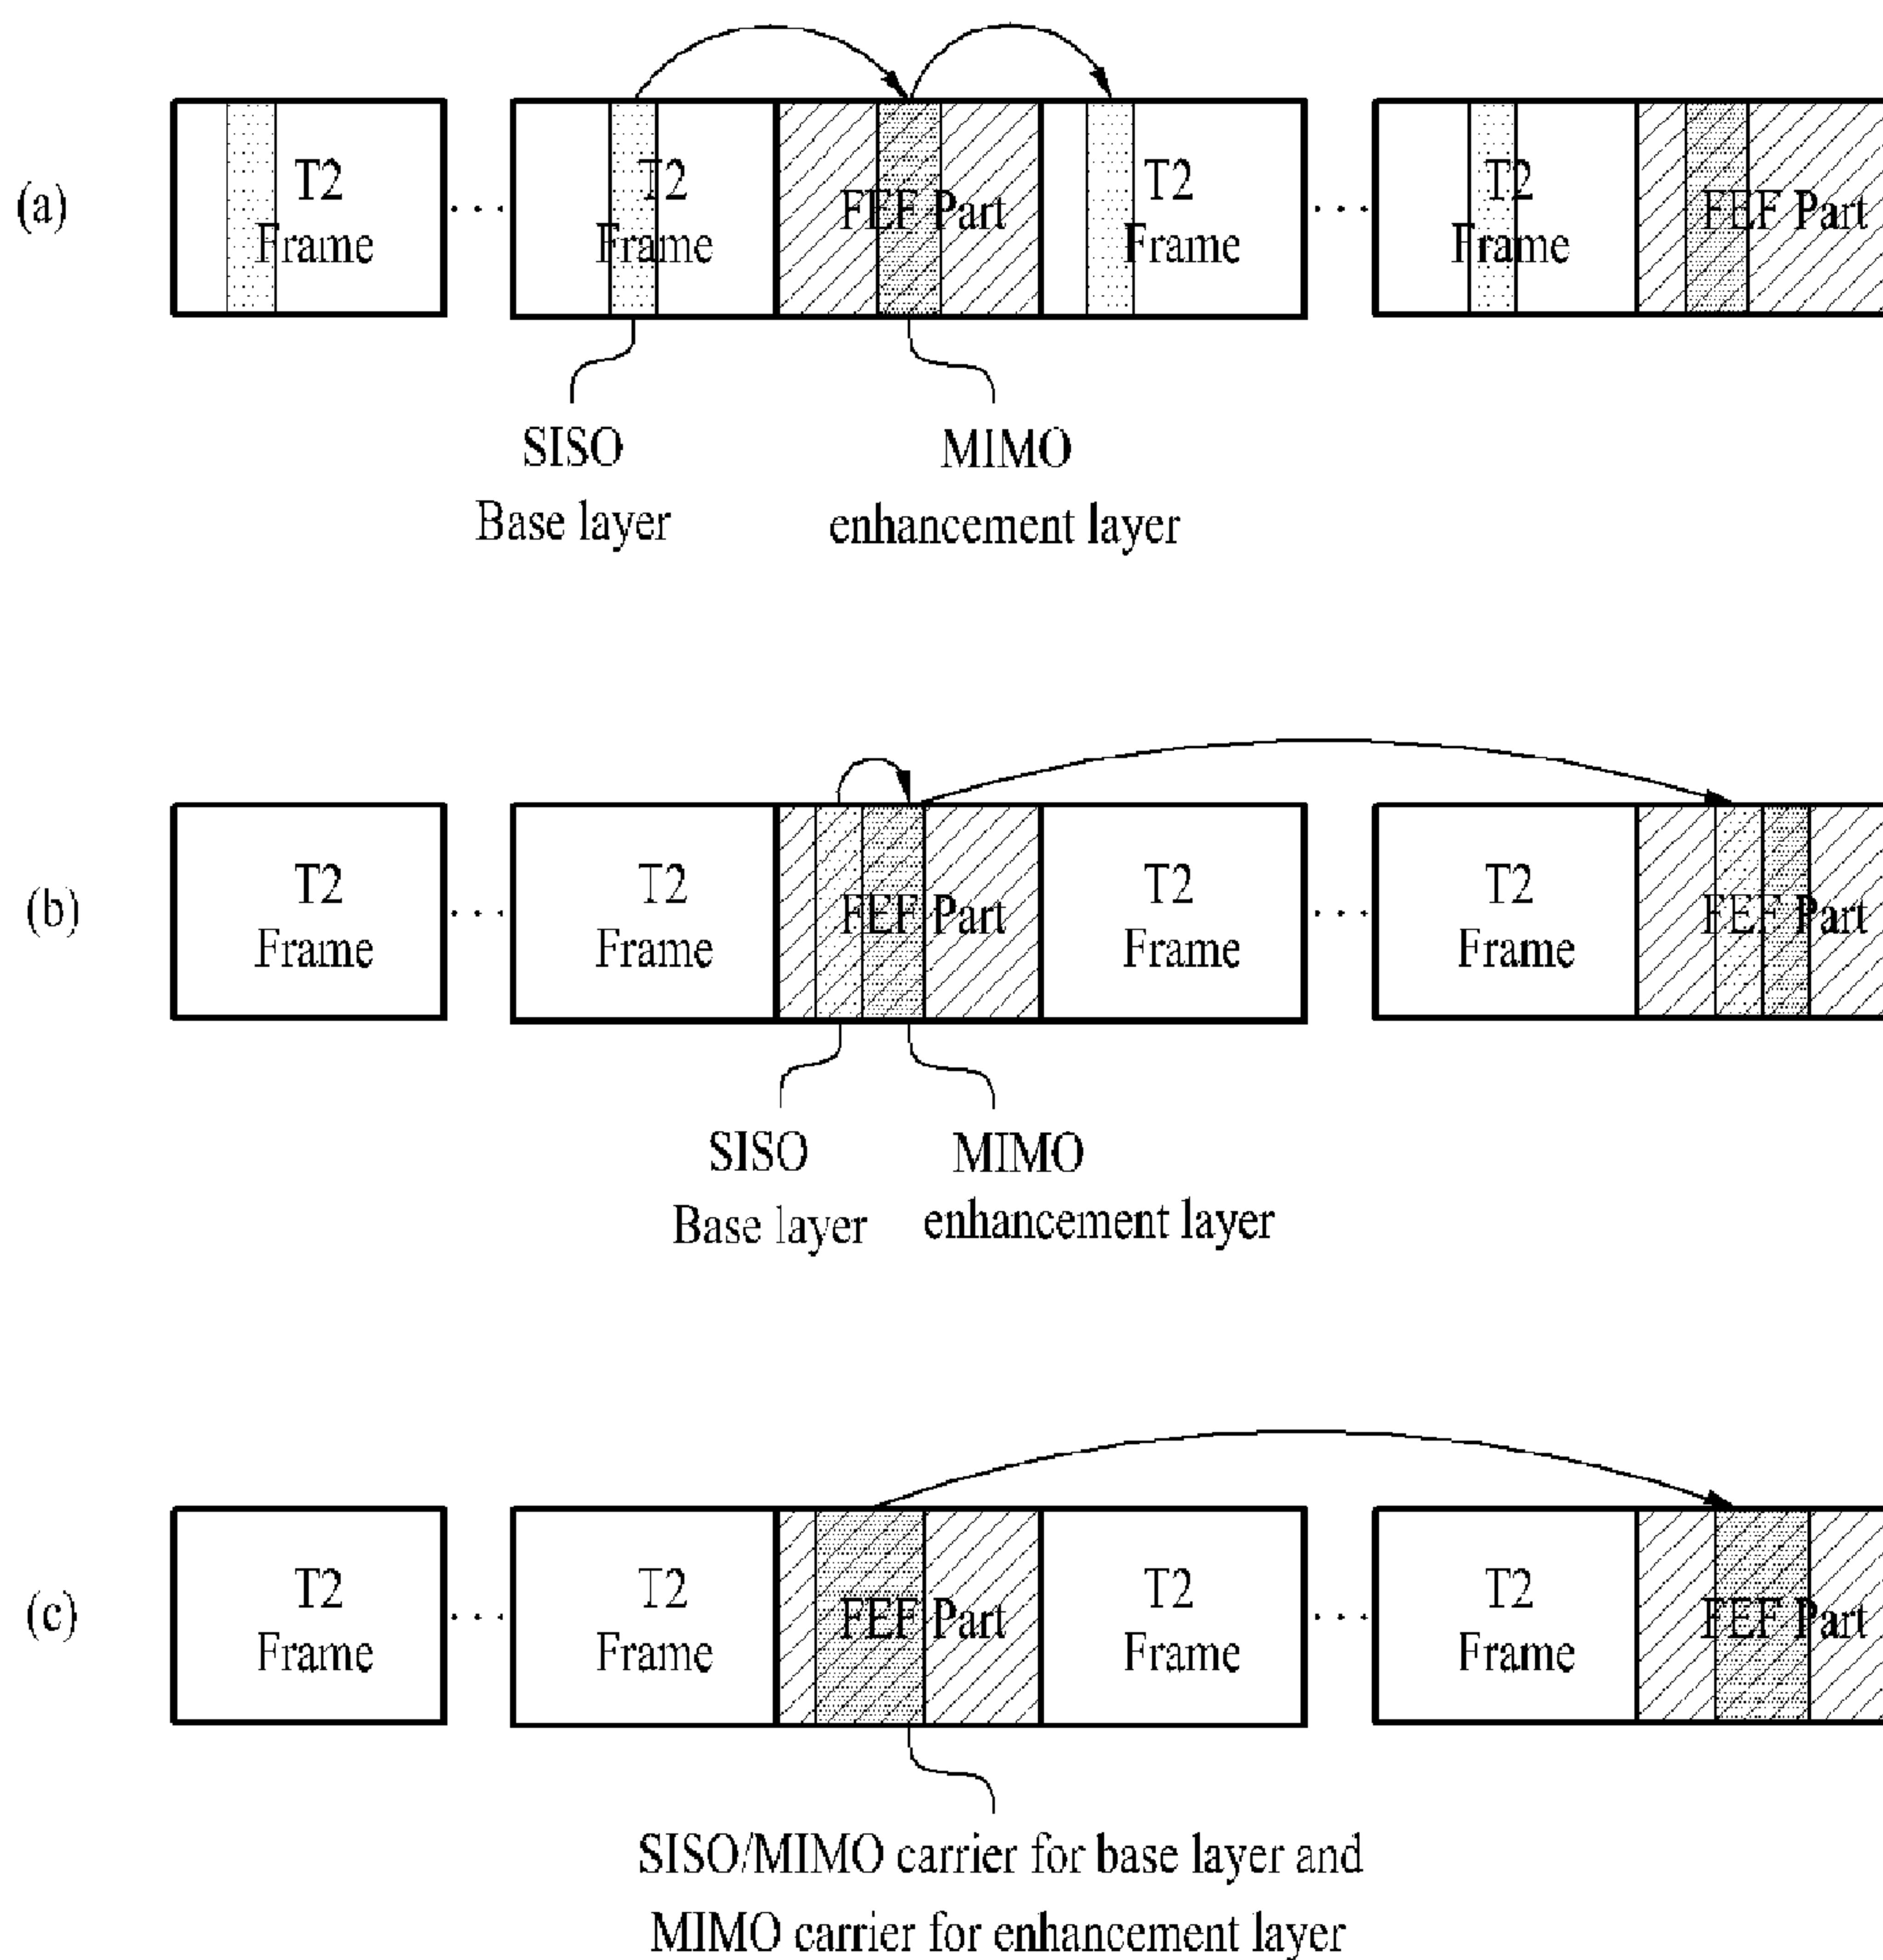 (a)
T2 Frame
. . .
T2 Frame
FEF Part
T2 Frame
. . .
T2 Frame
FEF Part
SISO
Base layer
MIMO
enhancement layer
(b)
T2 Frame
. . .
T2 Frame
FEF Part
T2 Frame
. . .
T2 Frame
FEF Part
SISO
Base layer
MIMO
enhancement layer
(c)
T2 Frame
. . .
T2 Frame
FEF Part
T2 Frame
. . .
T2 Frame
FEF Part
SISO/MIMO carrier for base layer and
MIMO carrier for enhancement layer